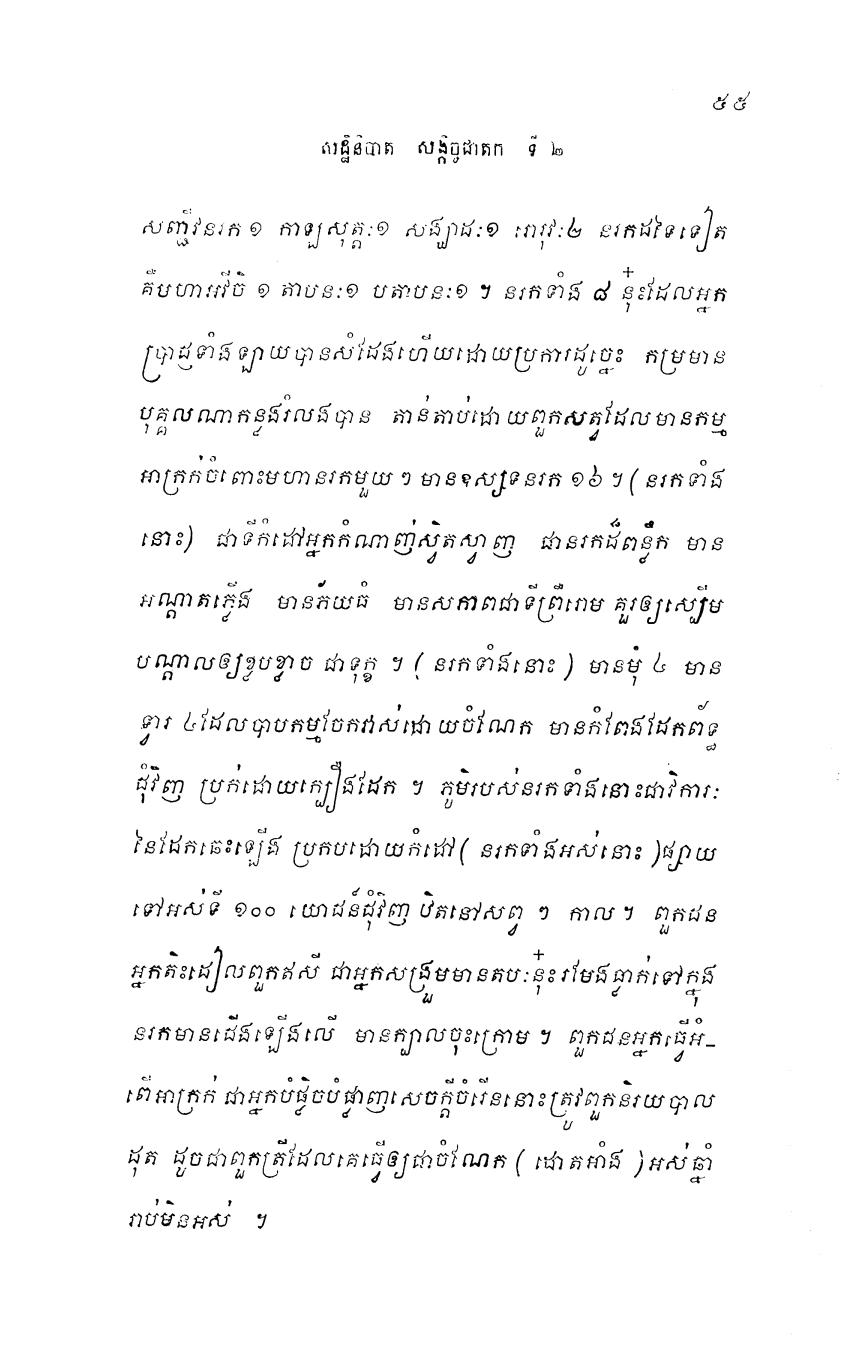 ៥៥
សដ្ឋិនិបាត សង្កិច្ចជាតក ទី ២
សញ្ជីវនរក ១ កាឡសុត្តៈ១ សង្ឃាដៈ១ រោរុវៈ២ នរកដទៃទៀត
គឺមហាអវីចិ ១ តាបនៈ១ បតាបនៈ១ ។ នរកទាំង ៨ នុ៎ះដែលអ្នក
ប្រាជ្ញទាំងឡាយបានសំដែងហើយដោយប្រការដូច្នេះ កម្រមាន
បុគ្គលណាកន្លងរំលងបាន តាន់តាប់ដោយពួកសត្វដែលមានកម្ម
អាក្រក់ចំពោះមហានរកមួយ ៗ មានឧស្សទនរក ១៦ ។ ( នរកទាំង
នោះ) ជាទីកំដៅអ្នកកំណាញ់ស្វិតស្វាញ ជានរកដ៏ពន្លឹក មាន
អណ្តាតភ្លើង មានភ័យធំ មានសភាពជាទីព្រឺរោម គួរឲ្យស្បើម
បណ្តាលឲ្យខ្លបខ្លាច ជាទុក្ខ ។ ( នរកទាំងនោះ ) មានមុំ ៤ មាន
ទ្វារ ៤ដែលបាបកម្មចែកវាស់ដោយចំណែក មានកំពែងដែកព័ទ្ធ
ជុំវិញ ប្រក់ដោយក្បឿងដែក ។ ភូមិរបស់នរកទាំងនោះជាវិការៈ
នៃដែកឆេះឡើង ប្រកបដោយកំដៅ( នរកទាំងអស់នោះ )ផ្សាយ
ទៅអស់ទី ១០០ យោជន៍ជុំវិញ ឋិតនៅសព្វ ៗ កាល ។ ពួកជន
អ្នកតិះដៀលពួកឥសី ជាអ្នកសង្រួមមានតបៈនុ៎ះរមែងធ្លាក់ទៅក្នុង
នរកមានជើងឡើងលើ មានក្បាលចុះក្រោម ។ ពួកជនអ្នកធ្វើអំ-
ពើអាក្រក់ ជាអ្នកបំផ្លិចបំផ្លាញសេចក្តីចំរើននោះត្រូវពួកនិរយបាល
ដុត ដូចជាពួកត្រីដែលគេធ្វើឲ្យជាចំណែក ( ដោតអាំង )អស់ឆ្នាំ
រាប់មិនអស់ ។